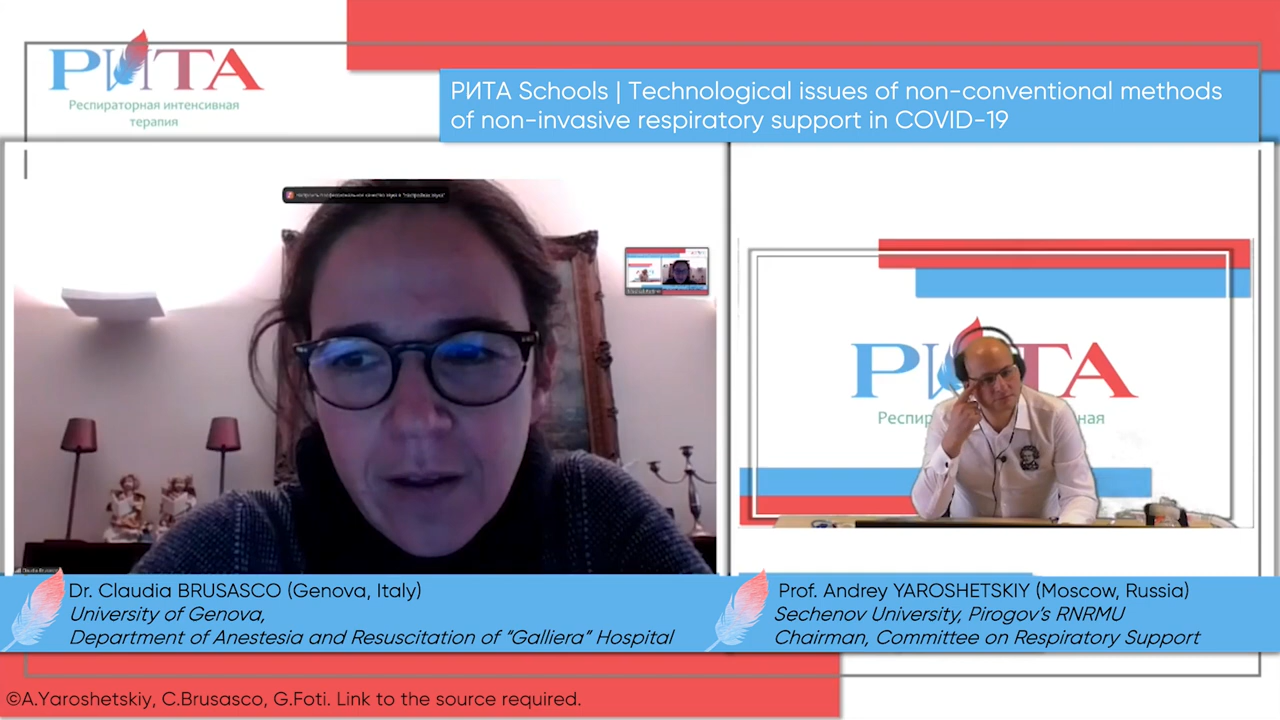 РИТА
Респираторная интенсивная
терапия
РИТА Schools | Technological issues of non-conventional methods
of non-invasive respiratory support in COVID-19
РИТА
Dr. Claudia BRUSASCO (Genova, Italy)
University of Genova,
Department of Anestesia and Resuscitation of “Galliera” Hospital
Prof. Andrey YAROSHETSKIY (Moscow, Russia)
Sechenov University, Pirogov’s RNRMU
Chairman, Committee on Respiratory Support
©A.Yaroshetskiy, C.Brusasco, G.Foti. Link to the source required.